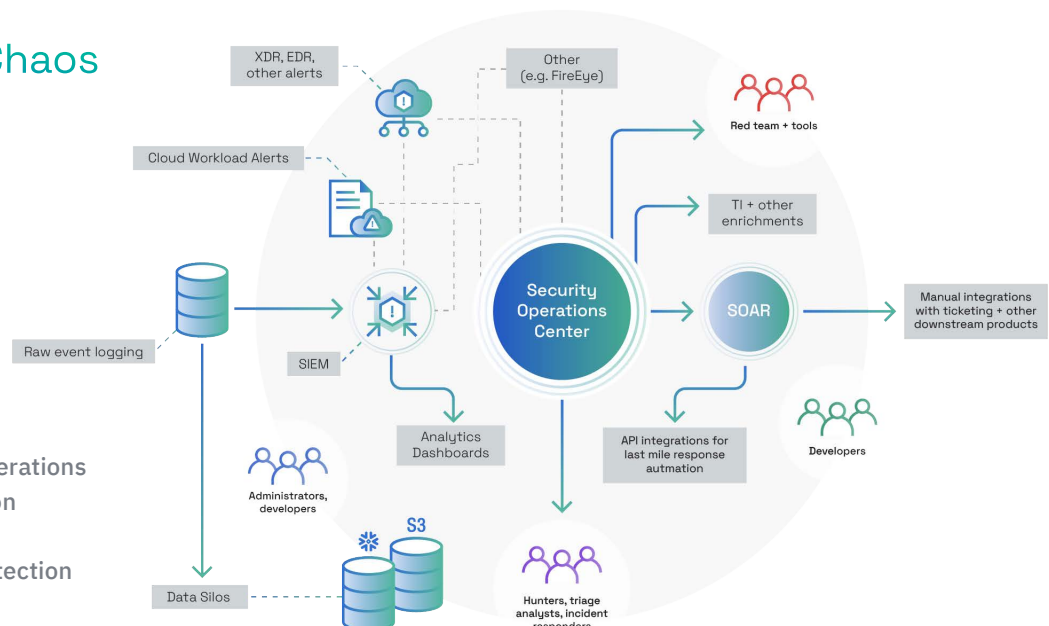 Chaos
XDR, EDR,
other alerts
Other
(e.g. FireEye)
Red team + tools
Cloud Workload Alerts
TI + other
enrichments
Security
Operations
Center
SOAR
Manual integrations
with ticketing + other
downstream products
Raw event logging
SIEM
Analytics
Dashboards
API integrations for
last mile response
autmation
Developers
erations
on
tection
Administrators,
developers
S3
Data Silos
Hunters, triage
analysts, incident
responders